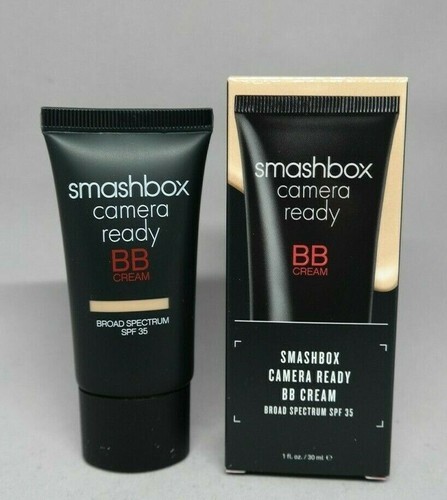 smashbox
camera
ready
BB
CREAM
BROAD SPECTRUM
SPF 35
smashbox
camera
ready
BB
CREAM
SMASHBOX
CAMERA READY
BB CREAM
BROAD SPECTRUM SPF 35
1 fl. oz. / 30 ml ℮